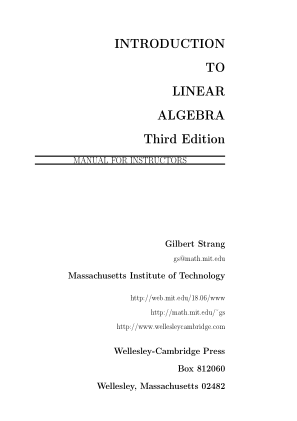 INTRODUCTION
TO
LINEAR
ALGEBRA
Third Edition
MANUAL FOR INSTRUCTORS
Gilbert Strang
gs@math.mit.edu
Massachusetts Institute of Technology
http://web.mit.edu/18.06/www
http://math.mit.edu/~gs
http://www.wellesleycambridge.com
Wellesley-Cambridge Press
Box 812060
Wellesley, Massachusetts 02482